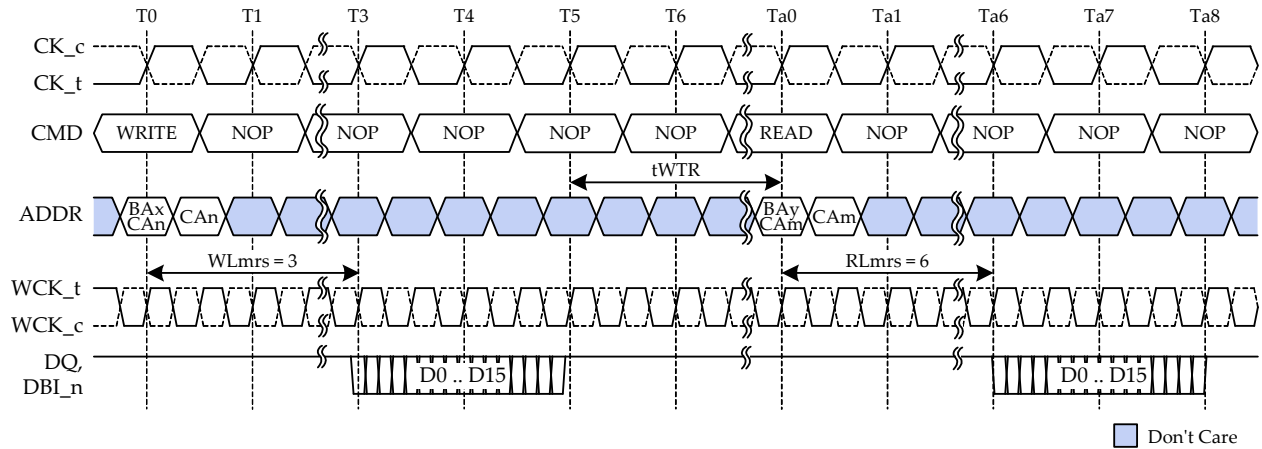 T0 T1 T3 T4 T5 T6 Ta0 Ta1 Ta6 Ta7 Ta8
CK_c
CK_t
CMD WRITE NOP NOP NOP NOP NOP READ NOP NOP NOP NOP
tWTR
ADDR BAx CAn CAn BAy CAm CAm
WLmrs = 3 RLmrs = 6
WCK_t
WCK_c
DQ,
DBI_n D0 .. D15 D0 .. D15
Don't Care